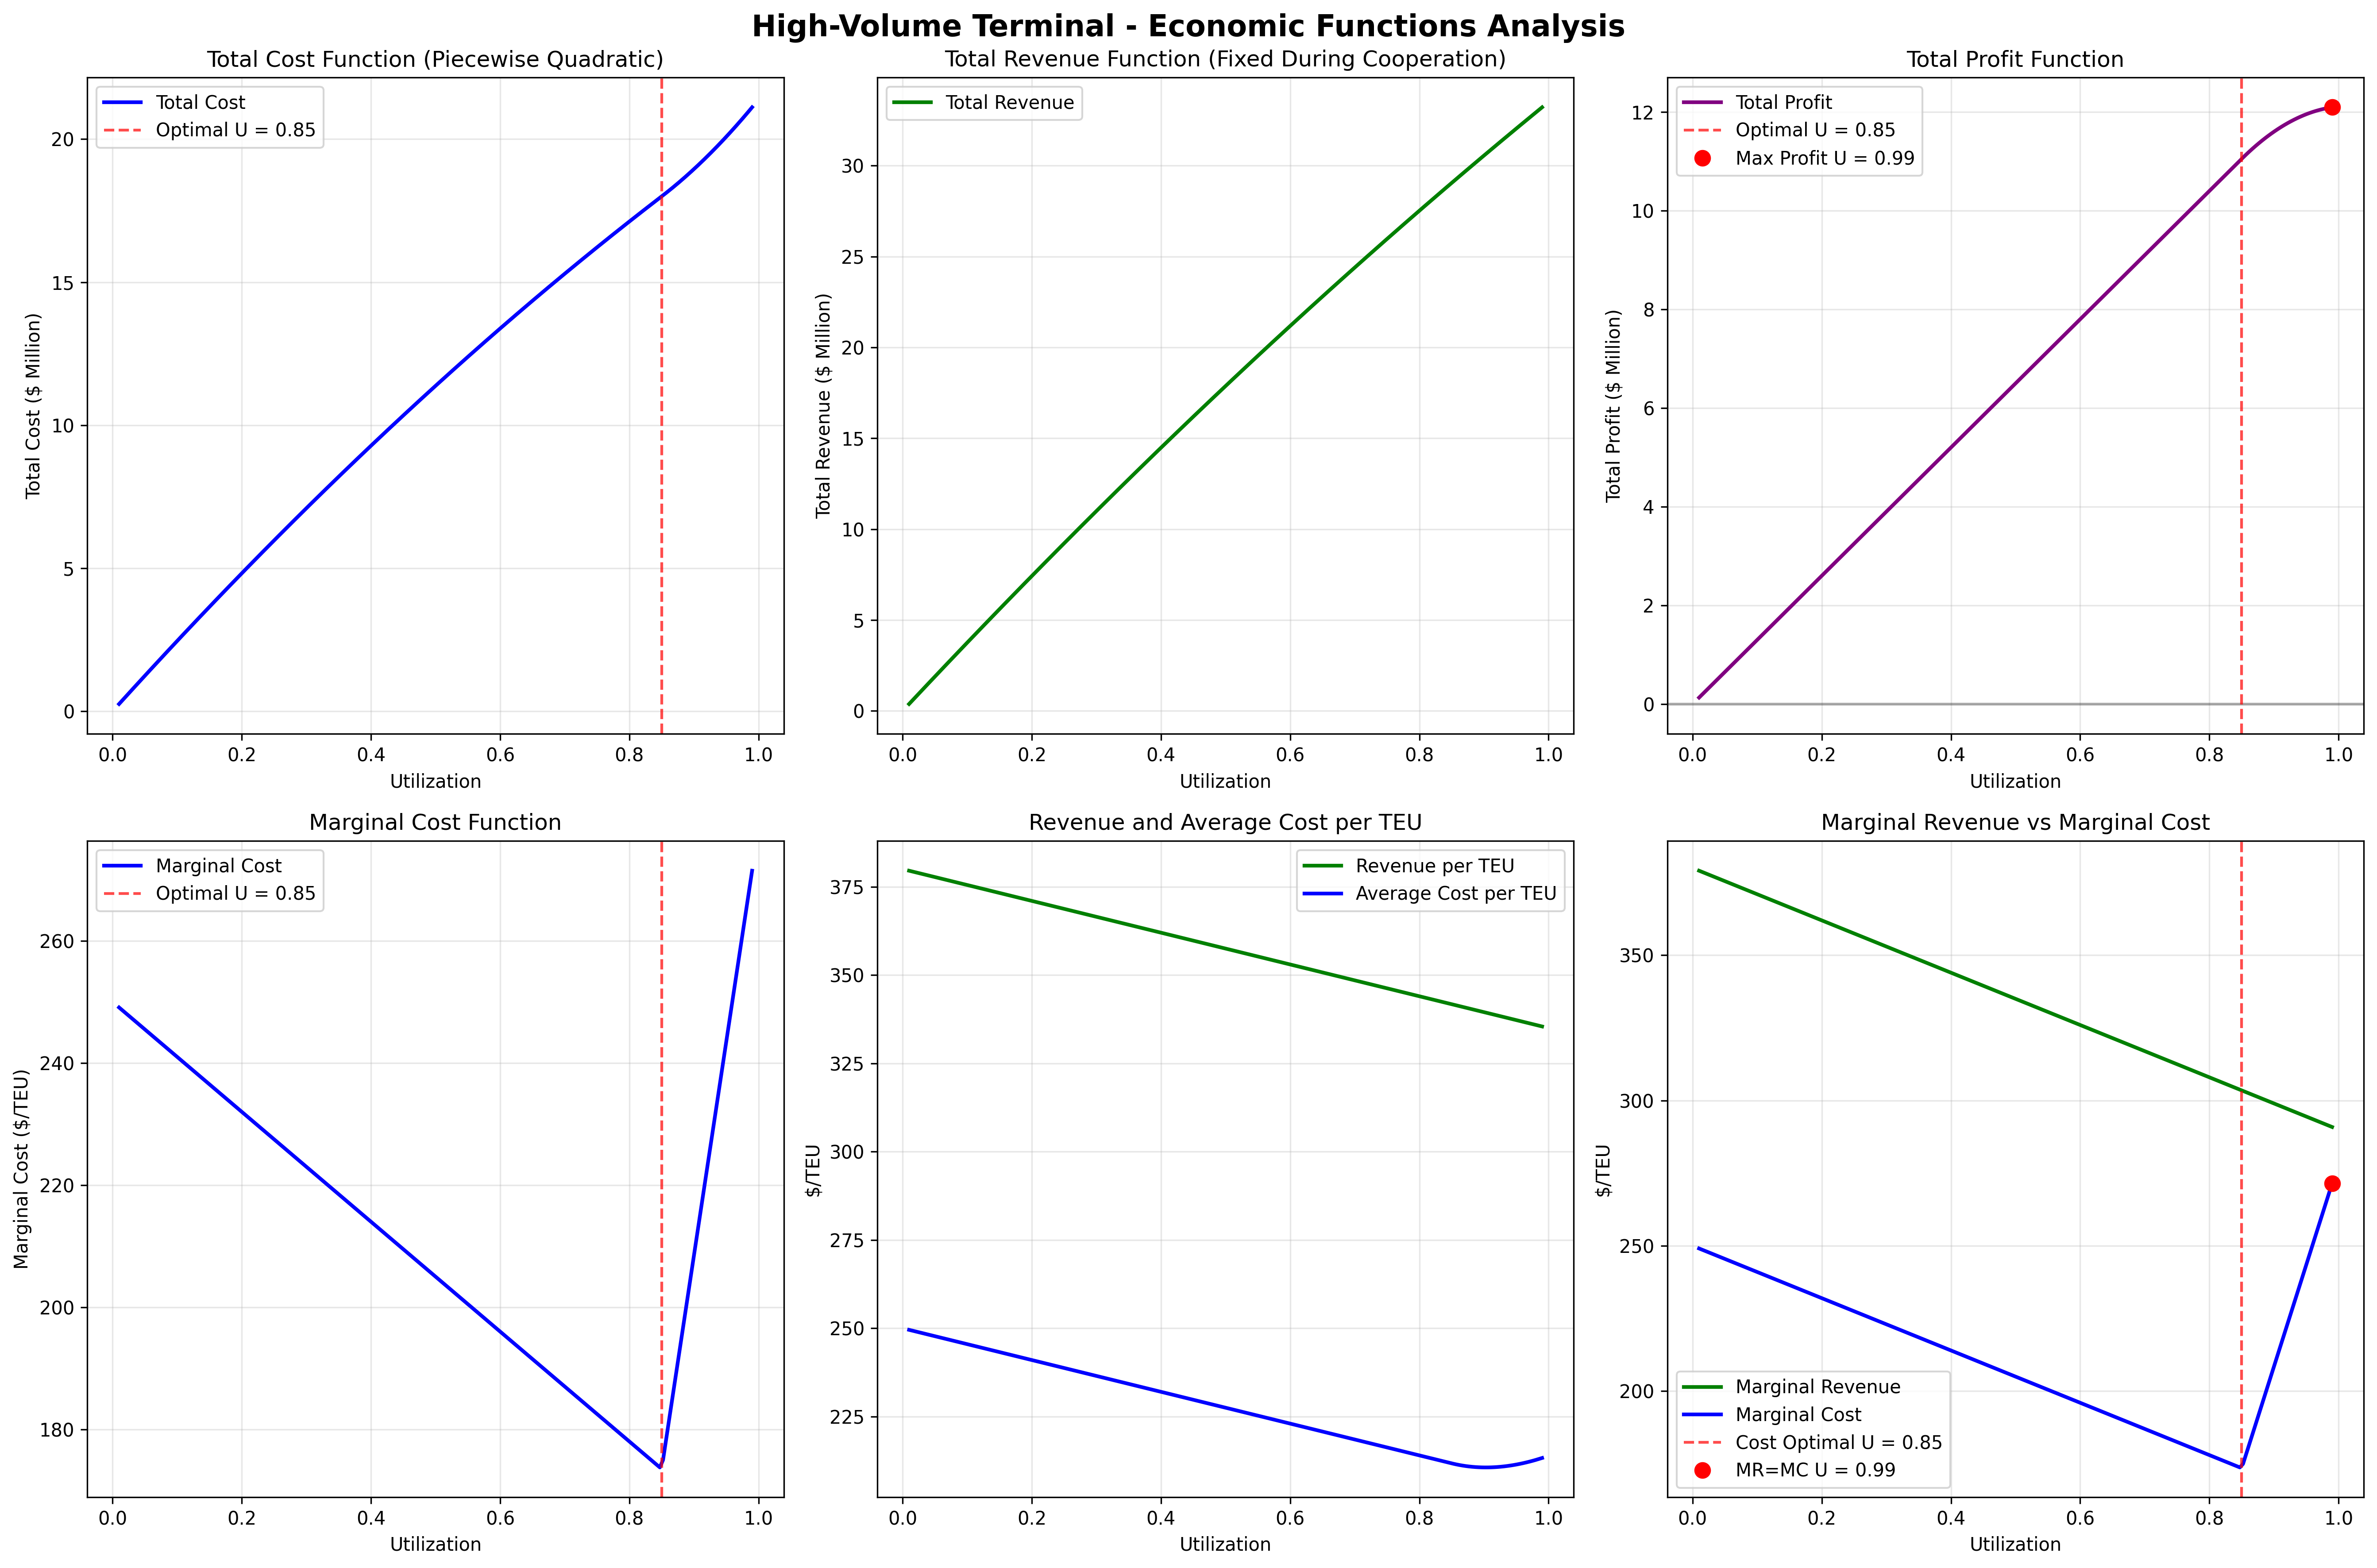 High-Volume Terminal - Economic Functions Analysis
Total Cost Function (Piecewise Quadratic)
Total Cost
Optimal U = 0.85
Total Cost ($ Million)
20
15
10
5
0
0.0 0.2 0.4 0.6 0.8 1.0
Utilization
Total Revenue Function (Fixed During Cooperation)
Total Revenue
Total Revenue ($ Million)
30
25
20
15
10
5
0
0.0 0.2 0.4 0.6 0.8 1.0
Utilization
Total Profit Function
Total Profit
Optimal U = 0.85
Max Profit U = 0.99
Total Profit ($ Million)
12
10
8
6
4
2
0
0.0 0.2 0.4 0.6 0.8 1.0
Utilization
Marginal Cost Function
Marginal Cost
Optimal U = 0.85
Marginal Cost ($/TEU)
260
240
220
200
180
0.0 0.2 0.4 0.6 0.8 1.0
Utilization
Revenue and Average Cost per TEU
Revenue per TEU
Average Cost per TEU
$/TEU
375
350
325
300
275
250
225
0.0 0.2 0.4 0.6 0.8 1.0
Utilization
Marginal Revenue vs Marginal Cost
$/TEU
350
300
250
200
Marginal Revenue
Marginal Cost
Cost Optimal U = 0.85
MR=MC U = 0.99
0.0 0.2 0.4 0.6 0.8 1.0
Utilization